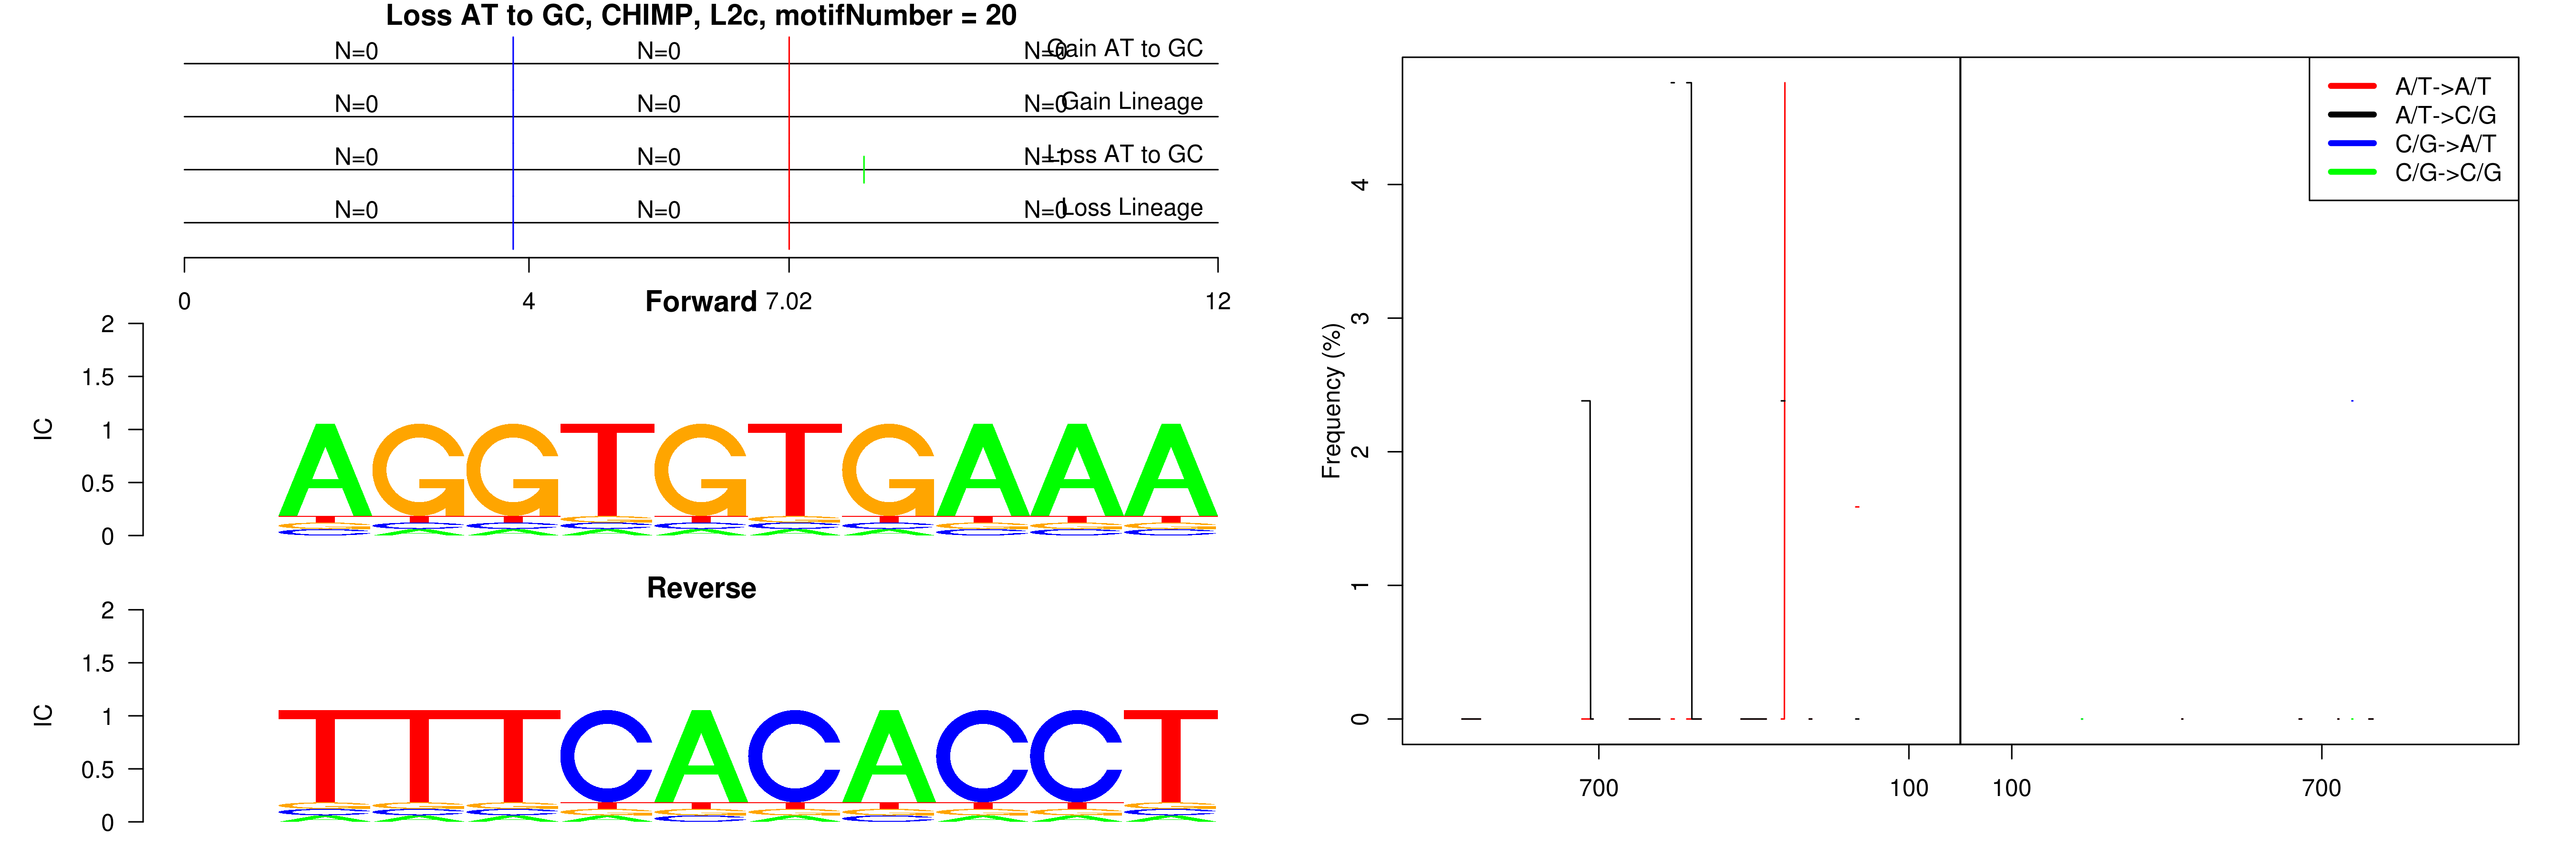 Loss AT to GC, CHIMP, L2c, motifNumber = 20
N=0 N=0 N=0 Gain AT to GC
N=0 N=0 N=0 Gain Lineage
N=0 N=0 N=1 Loss AT to GC
N=0 N=0 N=0 Loss Lineage
0 4 7.02 12
Forward
2
1.5
1
0.5
0
IC
AGGTGTGAAA
Reverse
2
1.5
1
0.5
0
IC
TTTCACACCT
A/T->A/T
A/T->C/G
C/G->A/T
C/G->C/G
Frequency (%)
4
3
2
1
0
700 100 100 700